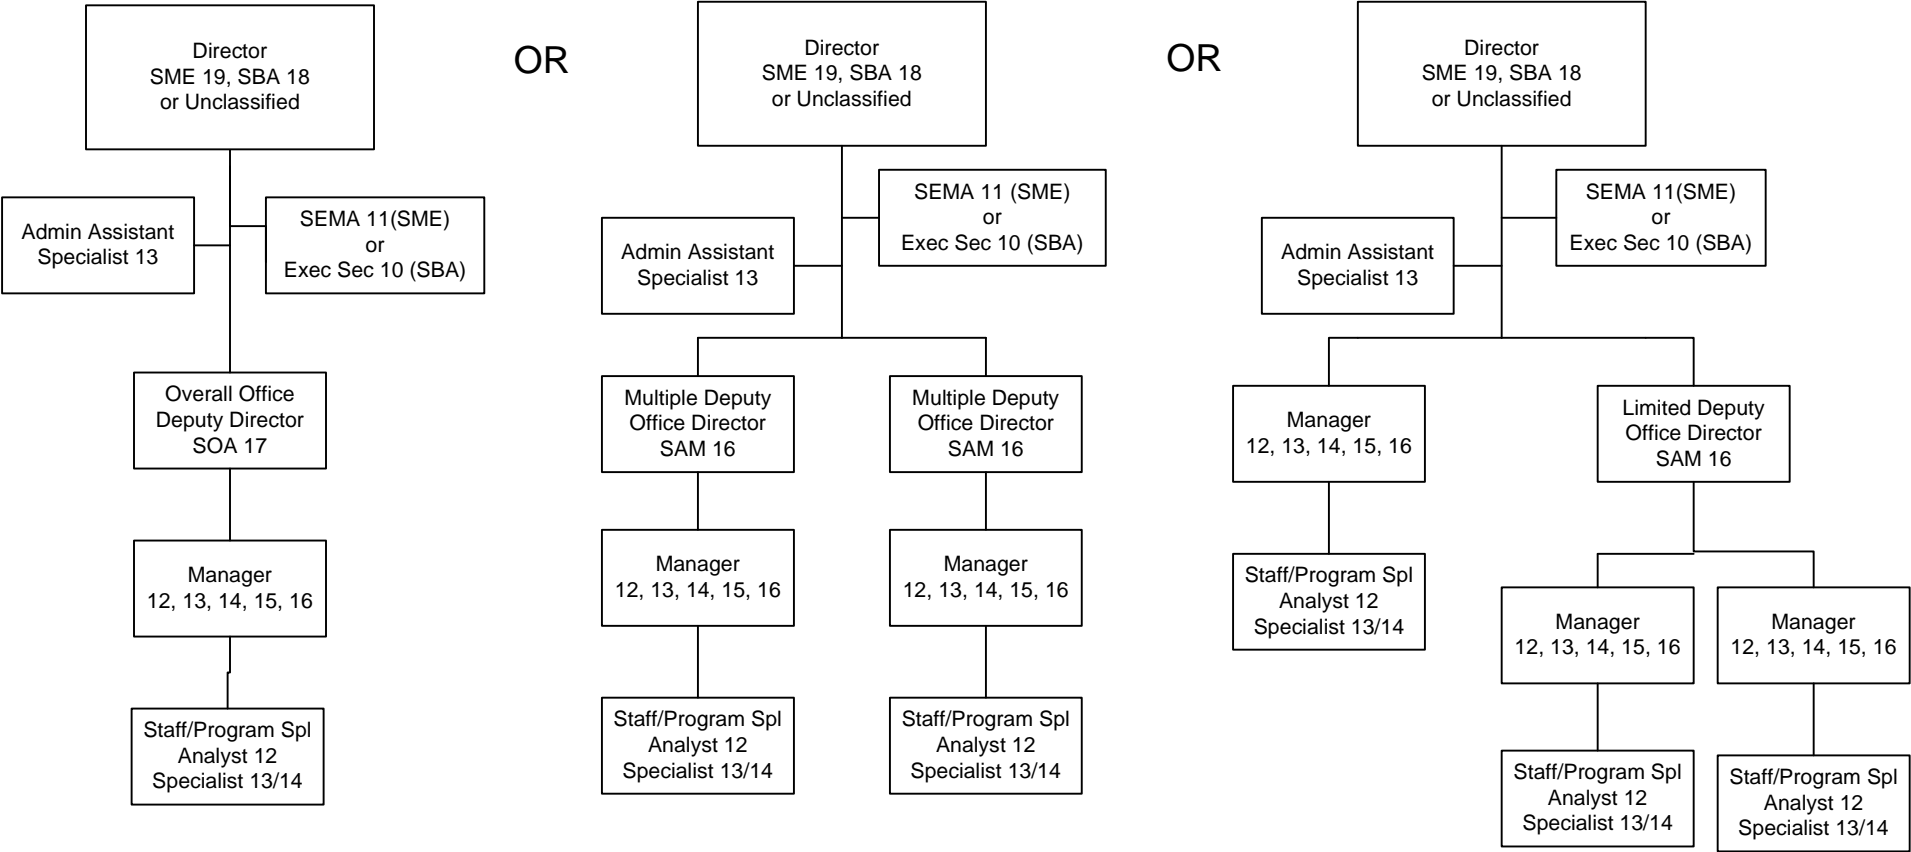 Director
SME 19, SBA 18
or Unclassified
Admin Assistant
Specialist 13
SEMA 11(SME)
or
Exec Sec 10 (SBA)
Overall Office
Deputy Director
SOA 17
Manager
12, 13, 14, 15, 16
Staff/Program Spl
Analyst 12
Specialist 13/14
OR
Director
SME 19, SBA 18
or Unclassified
SEMA 11 (SME)
or
Exec Sec 10 (SBA)
Admin Assistant
Specialist 13
Multiple Deputy
Office Director
SAM 16
Multiple Deputy
Office Director
SAM 16
Manager
12, 13, 14, 15, 16
Manager
12, 13, 14, 15, 16
Staff/Program Spl
Analyst 12
Specialist 13/14
Staff/Program Spl
Analyst 12
Specialist 13/14
OR
Director
SME 19, SBA 18
or Unclassified
SEMA 11(SME)
or
Exec Sec 10 (SBA)
Admin Assistant
Specialist 13
Manager
12, 13, 14, 15, 16
Limited Deputy
Office Director
SAM 16
Staff/Program Spl
Analyst 12
Specialist 13/14
Manager
12, 13, 14, 15, 16
Manager
12, 13, 14, 15, 16
Staff/Program Spl
Analyst 12
Specialist 13/14
Staff/Program Spl
Analyst 12
Specialist 13/14